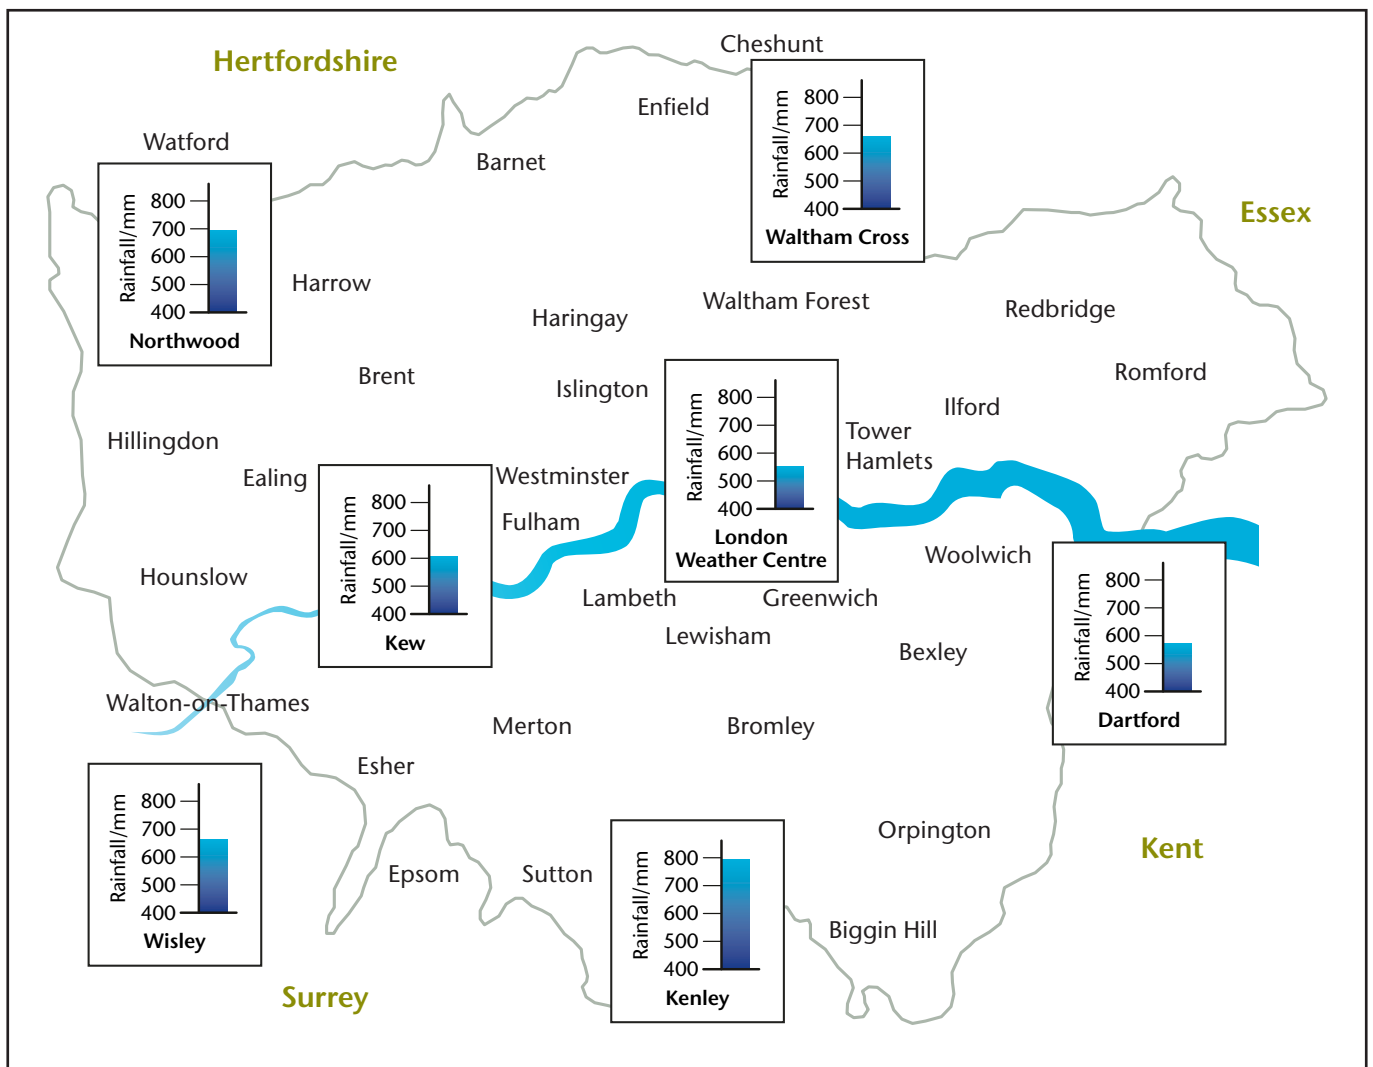 Hertfordshire
Cheshunt
Enfield
Watford
Barnet
Rainfall/mm
800
700
600
500
400
Waltham Cross
Essex
Rainfall/mm
800
700
600
500
400
Northwood
Harrow
Haringay
Waltham Forest
Redbridge
Brent
Islington
Romford
Rainfall/mm
800
700
600
500
400
London
Weather Centre
Ilford
Tower
Hamlets
Hillingdon
Ealing
Westminster
Fulham
Rainfall/mm
800
700
600
500
400
Kew
Hounslow
Woolwich
Lambeth
Greenwich
Lewisham
Bexley
Rainfall/mm
800
700
600
500
400
Dartford
Walton-on-Thames
Merton
Bromley
Esher
Rainfall/mm
800
700
600
500
400
Wisley
Epsom
Sutton
Orpington
Kent
Rainfall/mm
800
700
600
500
400
Kenley
Biggin Hill
Surrey